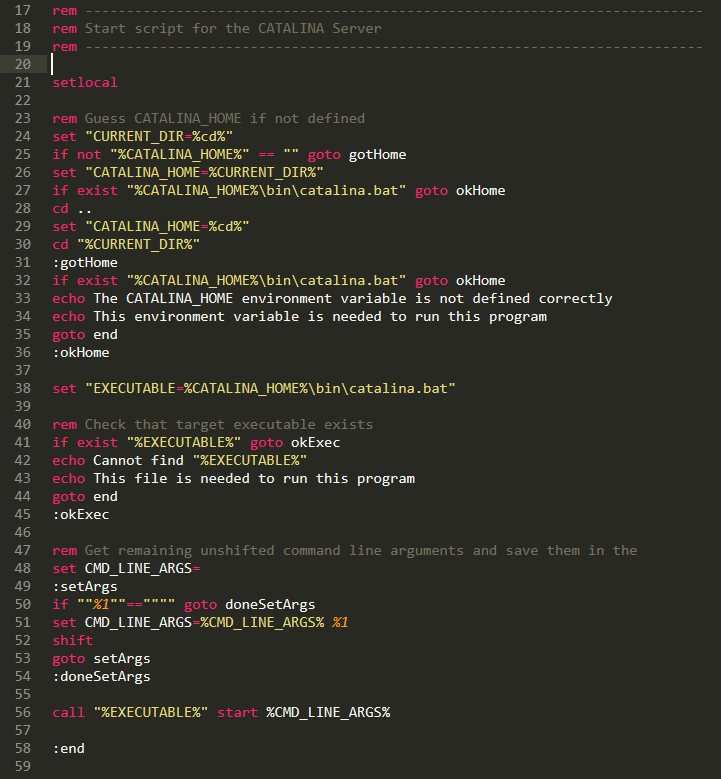 17 rem ---------------------------------------------------------------------------
18 rem Start script for the CATALINA Server
19 rem ---------------------------------------------------------------------------
20
21 setlocal
22
23 rem Guess CATALINA_HOME if not defined
24 set "CURRENT_DIR=%cd%"
25 if not "%CATALINA_HOME%" == "" goto gotHome
26 set "CATALINA_HOME=%CURRENT_DIR%"
27 if exist "%CATALINA_HOME%\bin\catalina.bat" goto okHome
28 cd ..
29 set "CATALINA_HOME=%cd%"
30 cd "%CURRENT_DIR%"
31 :gotHome
32 if exist "%CATALINA_HOME%\bin\catalina.bat" goto okHome
33 echo The CATALINA_HOME environment variable is not defined correctly
34 echo This environment variable is needed to run this program
35 goto end
36 :okHome
37
38 set "EXECUTABLE=%CATALINA_HOME%\bin\catalina.bat"
39
40 rem Check that target executable exists
41 if exist "%EXECUTABLE%" goto okExec
42 echo Cannot find "%EXECUTABLE%"
43 echo This file is needed to run this program
44 goto end
45 :okExec
46
47 rem Get remaining unshifted command line arguments and save them in the
48 set CMD_LINE_ARGS=
49 :setArgs
50 if ""%1""=="""" goto doneSetArgs
51 set CMD_LINE_ARGS=%CMD_LINE_ARGS% %1
52 shift
53 goto setArgs
54 :doneSetArgs
55
56 call "%EXECUTABLE%" start %CMD_LINE_ARGS%
57
58 :end
59